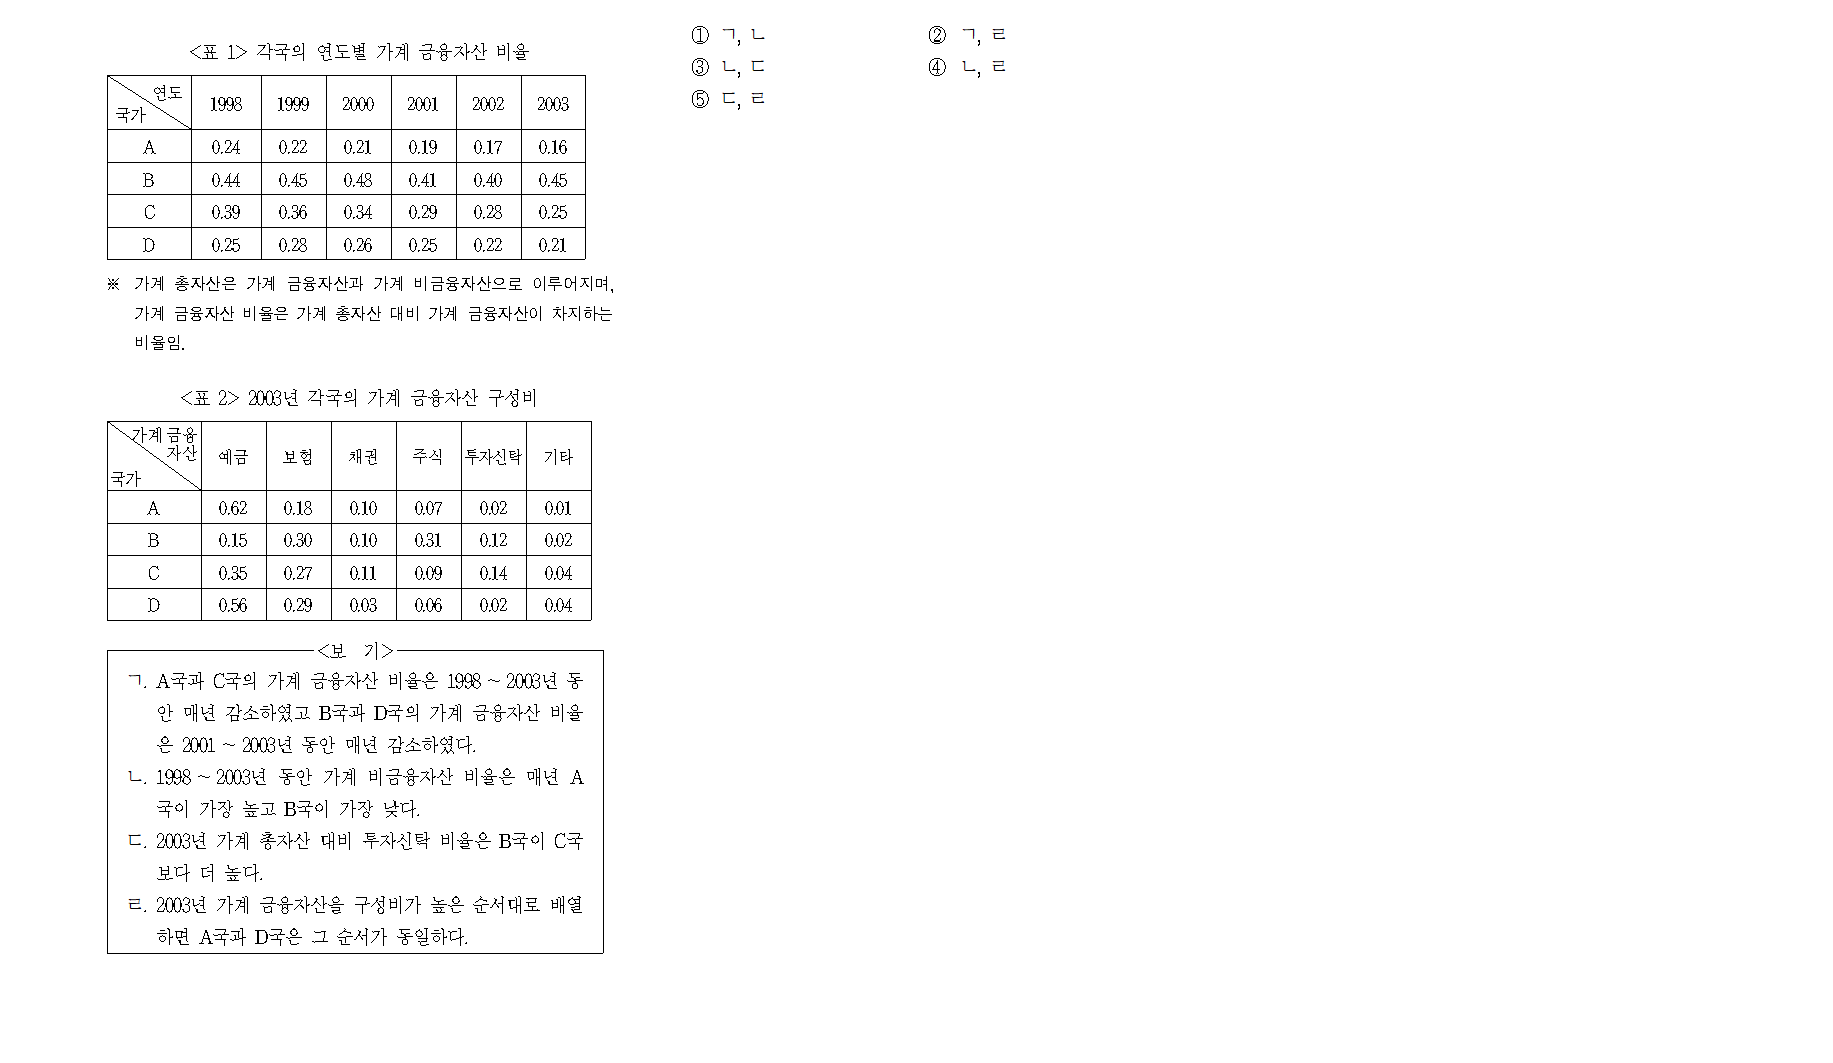 <표 1> 각국의 연도별 가계 금융자산 비율
연도
국가
1998 1999 2000 2001 2002 2003
A 0.24 0.22 0.21 0.19 0.17 0.16
B 0.44 0.45 0.48 0.41 0.40 0.45
C 0.39 0.36 0.34 0.29 0.28 0.25
D 0.25 0.28 0.26 0.25 0.22 0.21
※ 가계 총자산은 가계 금융자산과 가계 비금융자산으로 이루어지며,
가계 금융자산 비율은 가계 총자산 대비 가계 금융자산이 차지하는
비율임.
<표 2> 2003년 각국의 가계 금융자산 구성비
가계 금융
자산
국가
예금 보험 채권 주식 투자신탁 기타
A 0.62 0.18 0.10 0.07 0.02 0.01
B 0.15 0.30 0.10 0.31 0.12 0.02
C 0.35 0.27 0.11 0.09 0.14 0.04
D 0.56 0.29 0.03 0.06 0.02 0.04
<보 기>
ㄱ. A국과 C국의 가계 금융자산 비율은 1998 ~ 2003년 동
안 매년 감소하였고 B국과 D국의 가계 금융자산 비율
은 2001 ~ 2003년 동안 매년 감소하였다.
ㄴ. 1998 ~ 2003년 동안 가계 비금융자산 비율은 매년 A
국이 가장 높고 B국이 가장 낮다.
ㄷ. 2003년 가계 총자산 대비 투자신탁 비율은 B국이 C국
보다 더 높다.
ㄹ. 2003년 가계 금융자산을 구성비가 높은 순서대로 배열
하면 A국과 D국은 그 순서가 동일하다.
① ㄱ, ㄴ ② ㄱ, ㄹ
③ ㄴ, ㄷ ④ ㄴ, ㄹ
⑤ ㄷ, ㄹ